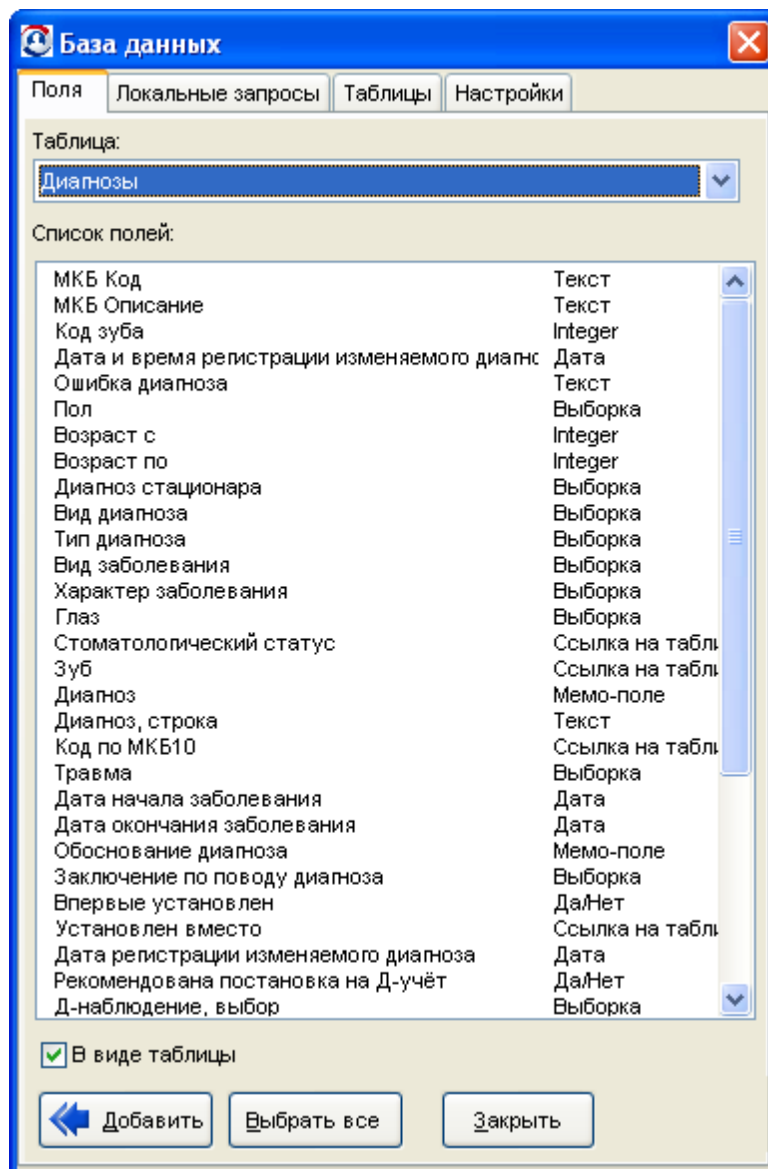 База данных
Поля Локальные запросы Таблицы Настройки
Таблица:
Диагнозы
Список полей:
МКБ Код Текст
МКБ Описание Текст
Код зуба Integer
Дата и время регистрации изменяемого диагнс Дата
Ошибка диагноза Текст
Пол Выборка
Возраст с Integer
Возраст по Integer
Диагноз стационара Выборка
Вид диагноза Выборка
Тип диагноза Выборка
Вид заболевания Выборка
Характер заболевания Выборка
Глаз Выборка
Стоматологический статус Ссылка на табли
Зуб Ссылка на табли
Диагноз Мемо-поле
Диагноз, строка Текст
Код по МКБ10 Ссылка на табли
Травма Выборка
Дата начала заболевания Дата
Дата окончания заболевания Дата
Обоснование диагноза Мемо-поле
Заключение по поводу диагноза Выборка
Впервые установлен Да/Нет
Установлен вместо Ссылка на табли
Дата регистрации изменяемого диагноза Дата
Рекомендована постановка на Д-учёт Да/Нет
Д-наблюдение, выбор Выборка
В виде таблицы
Добавить Выбрать все Закрыть